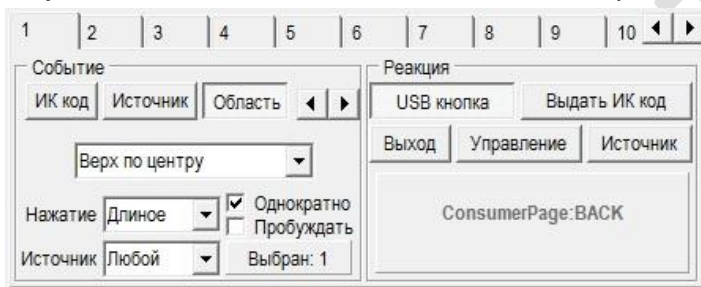 1 2 3 4 5 6 7 8 9 10
Событие
ИК код Источник Область
Верх по центру
Нажатие Длиное Однократно
Пробуждать
Источник Любой Выбран: 1
Реакция
USB кнопка Выдать ИК код
Выход Управление Источник
ConsumerPage:BACK